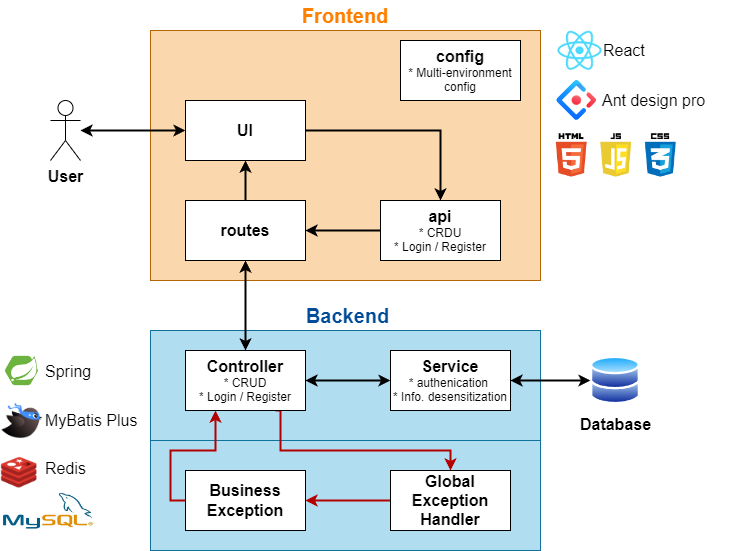 Frontend
config
* Multi-environment
config
React
Ant design pro
HTML
5
JS
JS
CSS
3
UI
User
routes
api
* CRDU
* Login / Register
Backend
Spring
MyBatis Plus
Redis
MySQL
Controller
* CRUD
* Login / Register
Service
* authenication
* Info. desensitization
Database
Business
Exception
Global
Exception
Handler